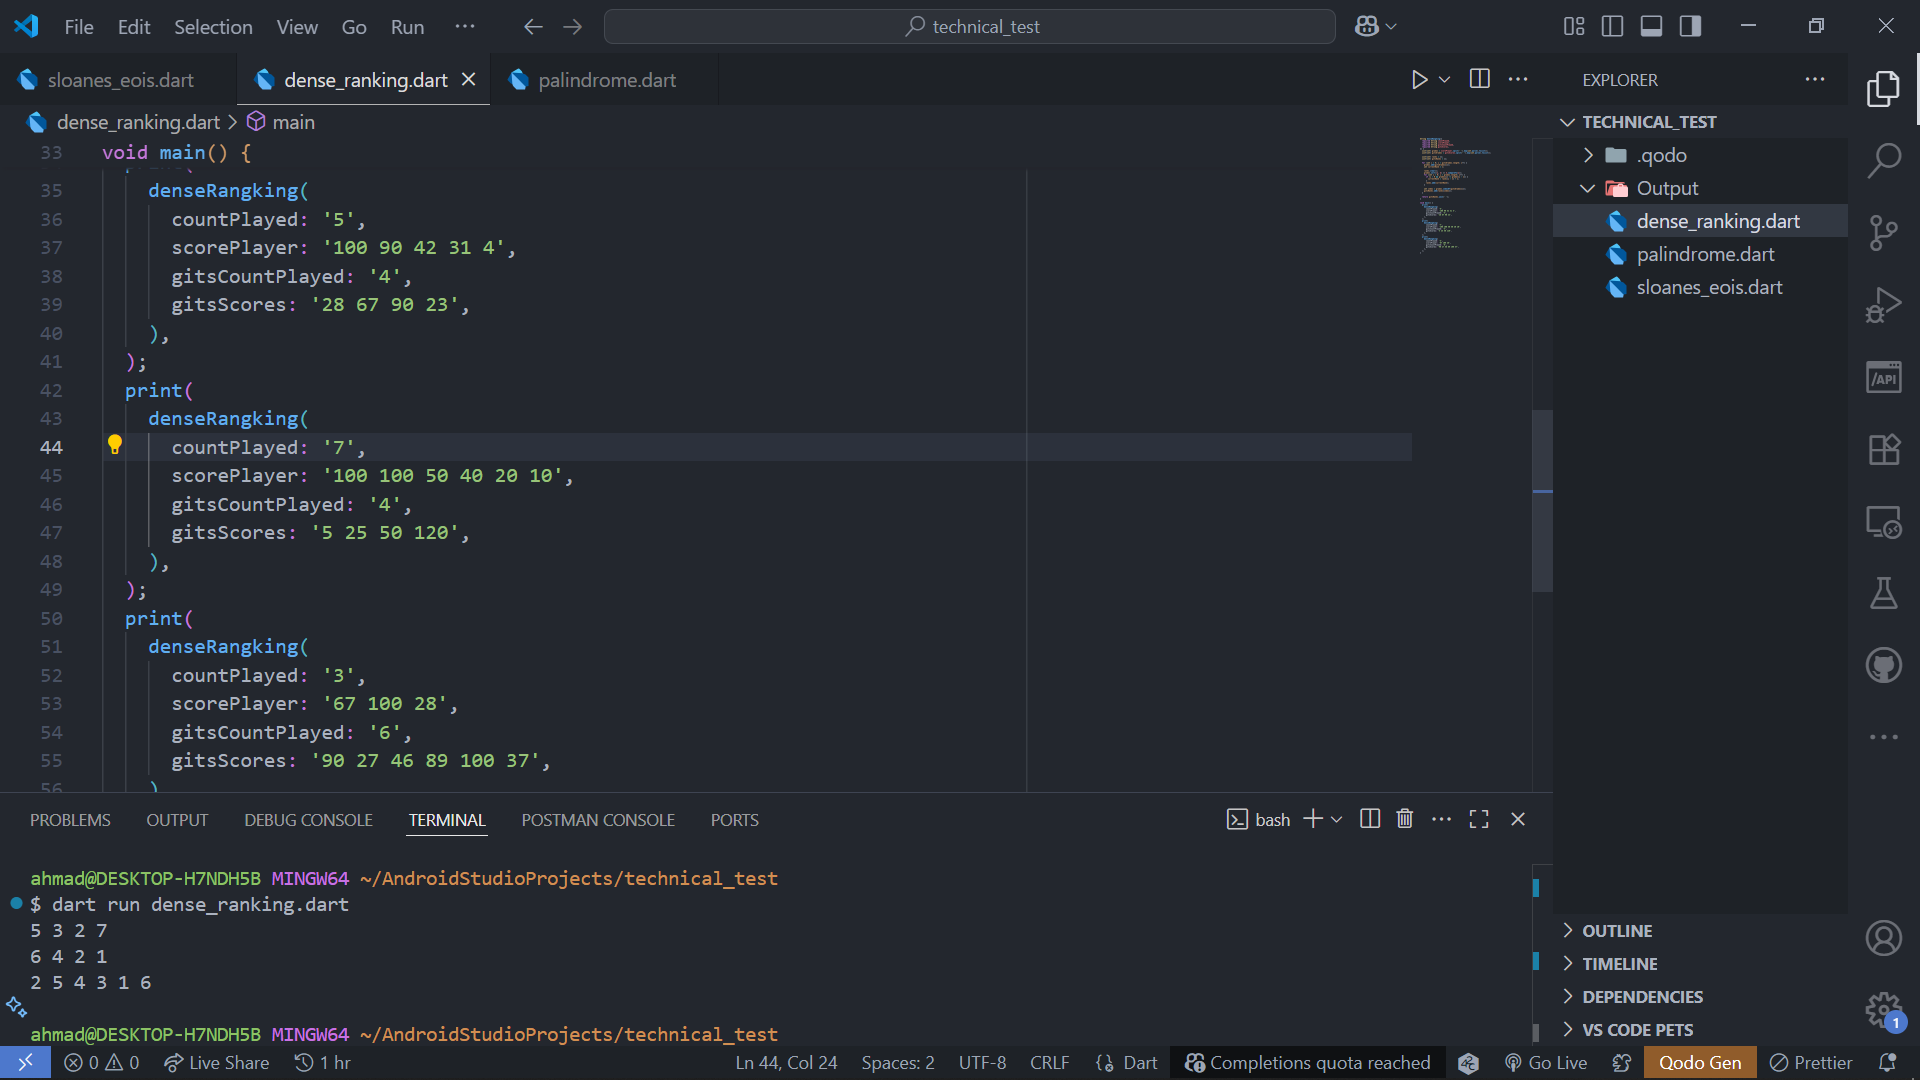 File Edit Selection View Go Run ··· technical_test
sloanes_eois.dart dense_ranking.dart palindrome.dart
dense_ranking.dart > main
33 void main() {
35 denseRangking(
36 countPlayed: '5',
37 scorePlayer: '100 90 42 31 4',
38 gitsCountPlayed: '4',
39 gitsScores: '28 67 90 23',
40 ),
41 );
42 print(
43 denseRangking(
44 countPlayed: '7',
45 scorePlayer: '100 100 50 40 20 10',
46 gitsCountPlayed: '4',
47 gitsScores: '5 25 50 120',
48 ),
49 );
50 print(
51 denseRangking(
52 countPlayed: '3',
53 scorePlayer: '67 100 28',
54 gitsCountPlayed: '6',
55 gitsScores: '90 27 46 89 100 37',
56 )
EXPLORER
TECHNICAL_TEST
.qodo
Output
dense_ranking.dart
palindrome.dart
sloanes_eois.dart
OUTLINE
TIMELINE
DEPENDENCIES
VS CODE PETS
/API
1
PROBLEMS OUTPUT DEBUG CONSOLE TERMINAL POSTMAN CONSOLE PORTS bash
ahmad@DESKTOP-H7NDH5B MINGW64 ~/AndroidStudioProjects/technical_test
$ dart run dense_ranking.dart
5 3 2 7
6 4 2 1
2 5 4 3 1 6
ahmad@DESKTOP-H7NDH5B MINGW64 ~/AndroidStudioProjects/technical_test
0 0 Live Share 1 hr Ln 44, Col 24 Spaces: 2 UTF-8 CRLF {} Dart Completions quota reached Go Live Qodo Gen Prettier